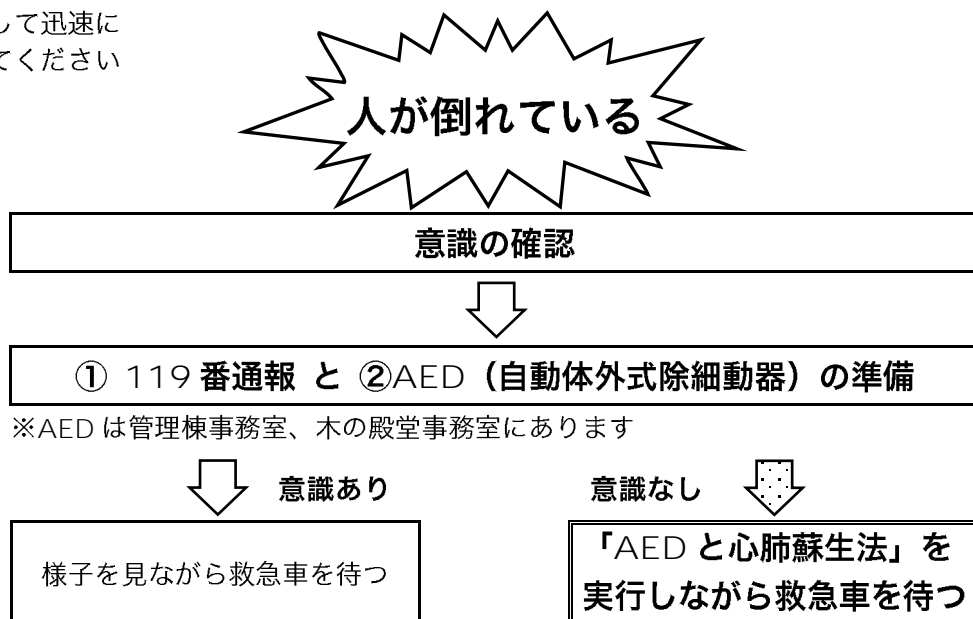 して迅速に
てください
人が倒れている
意識の確認
① 119 番通報 と ②AED（自動体外式除細動器）の準備
※AED は管理棟事務室、木の殿堂事務室にあります
意識あり
意識なし
様子を見ながら救急車を待つ
「AED と心肺蘇生法」を
実行しながら救急車を待つ